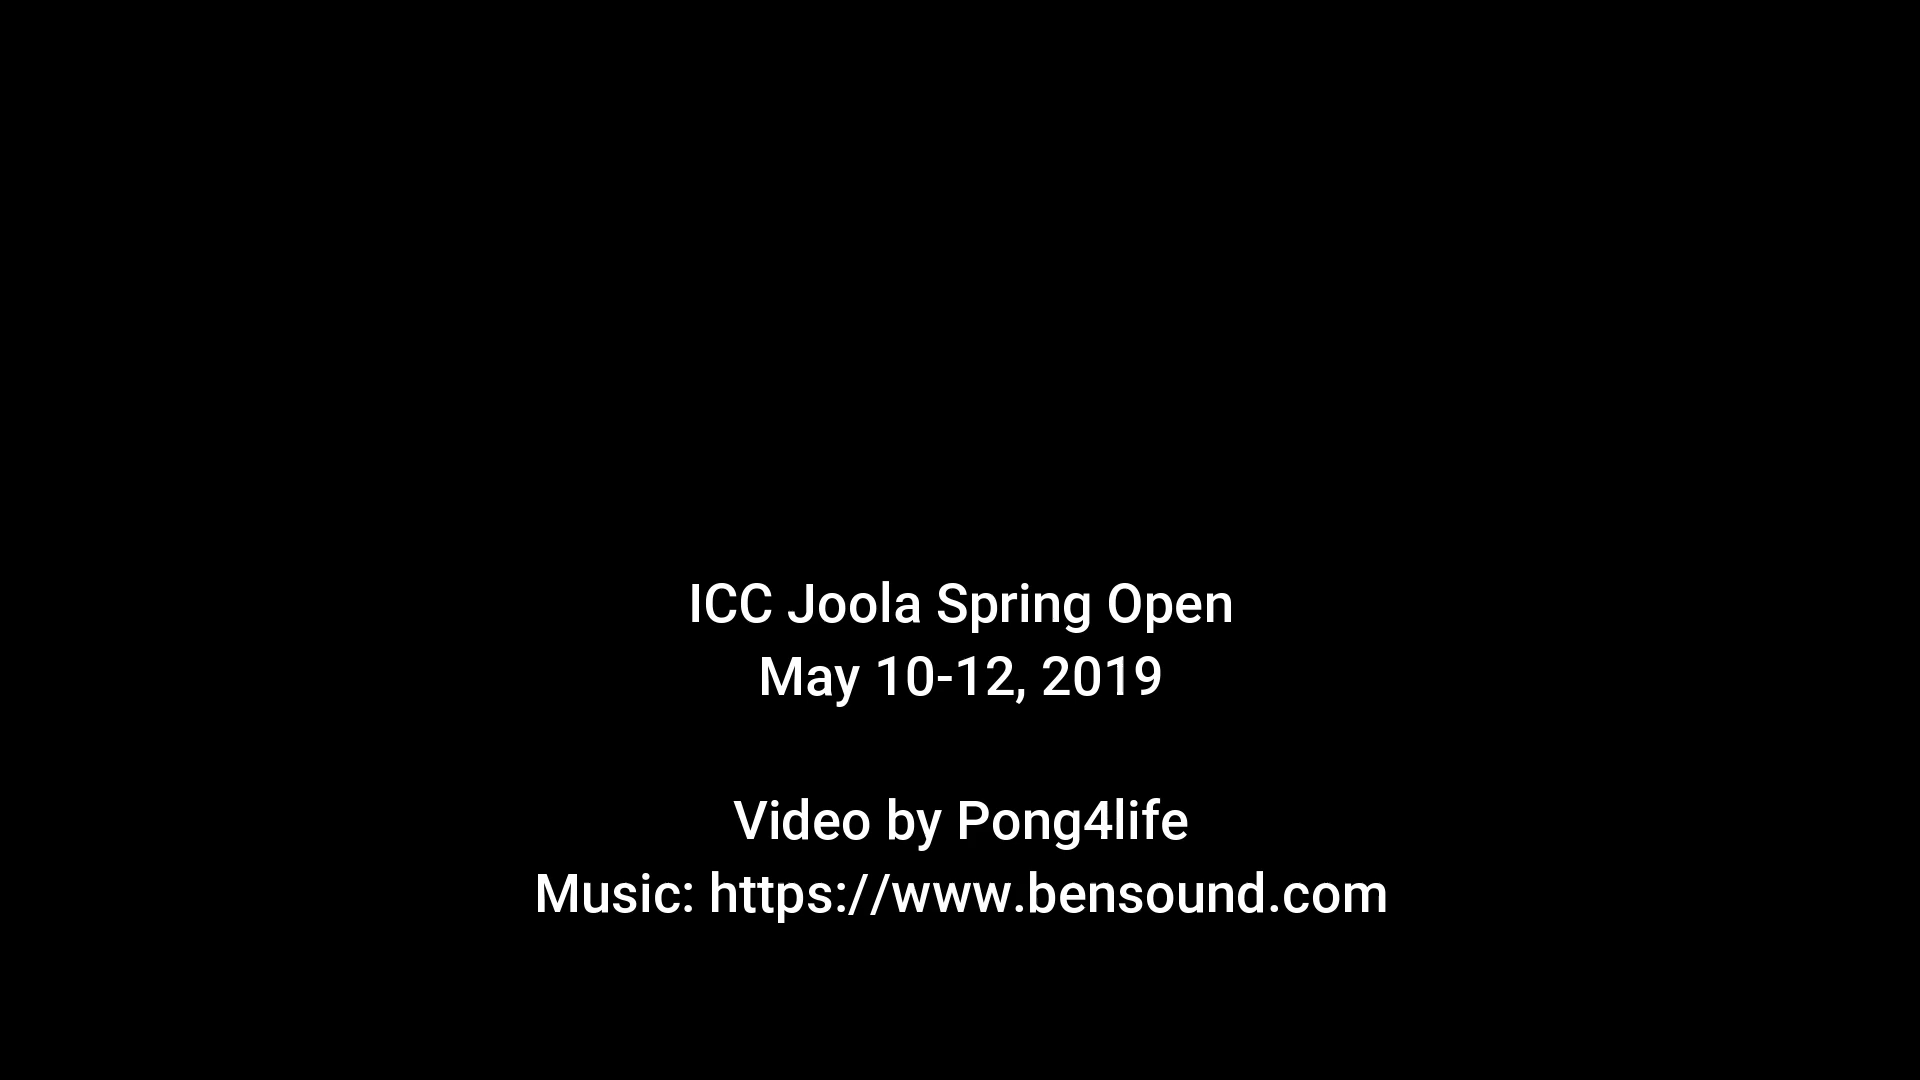 ICC Joola Spring Open
May 10-12, 2019
Video by Pong4life
Music: https://www.bensound.com